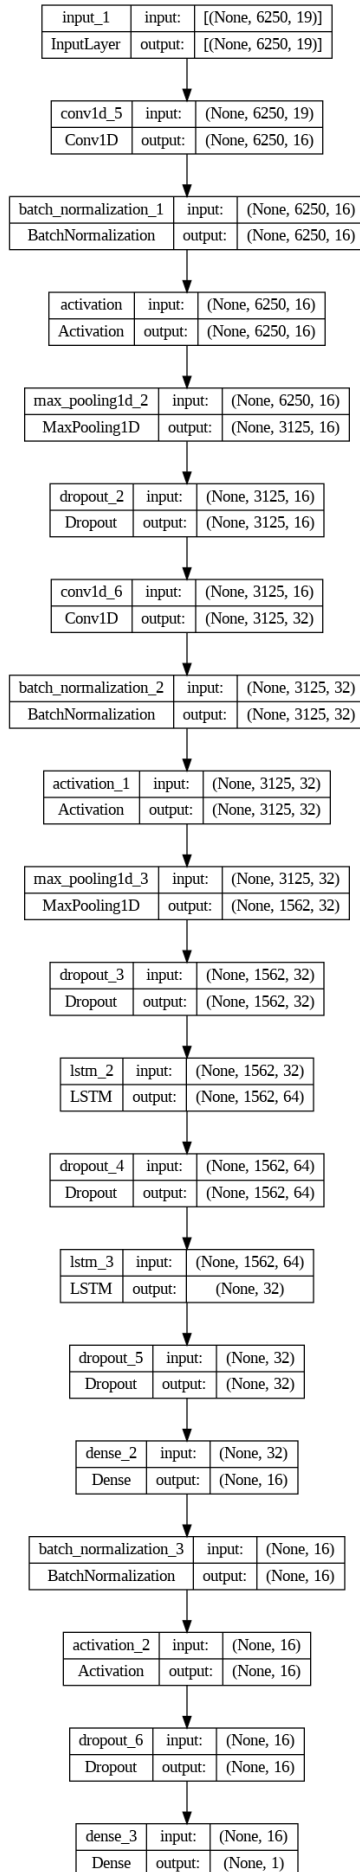 input_1 input: [(None, 6250, 19)]
InputLayer output: [(None, 6250, 19)]
conv1d_5 input: (None, 6250, 19)
Conv1D output: (None, 6250, 16)
batch_normalization_1 input: (None, 6250, 16)
BatchNormalization output: (None, 6250, 16)
activation input: (None, 6250, 16)
Activation output: (None, 6250, 16)
max_pooling1d_2 input: (None, 6250, 16)
MaxPooling1D output: (None, 3125, 16)
dropout_2 input: (None, 3125, 16)
Dropout output: (None, 3125, 16)
conv1d_6 input: (None, 3125, 16)
Conv1D output: (None, 3125, 32)
batch_normalization_2 input: (None, 3125, 32)
BatchNormalization output: (None, 3125, 32)
activation_1 input: (None, 3125, 32)
Activation output: (None, 3125, 32)
max_pooling1d_3 input: (None, 3125, 32)
MaxPooling1D output: (None, 1562, 32)
dropout_3 input: (None, 1562, 32)
Dropout output: (None, 1562, 32)
lstm_2 input: (None, 1562, 32)
LSTM output: (None, 1562, 64)
dropout_4 input: (None, 1562, 64)
Dropout output: (None, 1562, 64)
lstm_3 input: (None, 1562, 64)
LSTM output: (None, 32)
dropout_5 input: (None, 32)
Dropout output: (None, 32)
dense_2 input: (None, 32)
Dense output: (None, 16)
batch_normalization_3 input: (None, 16)
BatchNormalization output: (None, 16)
activation_2 input: (None, 16)
Activation output: (None, 16)
dropout_6 input: (None, 16)
Dropout output: (None, 16)
dense_3 input: (None, 16)
Dense output: (None, 1)